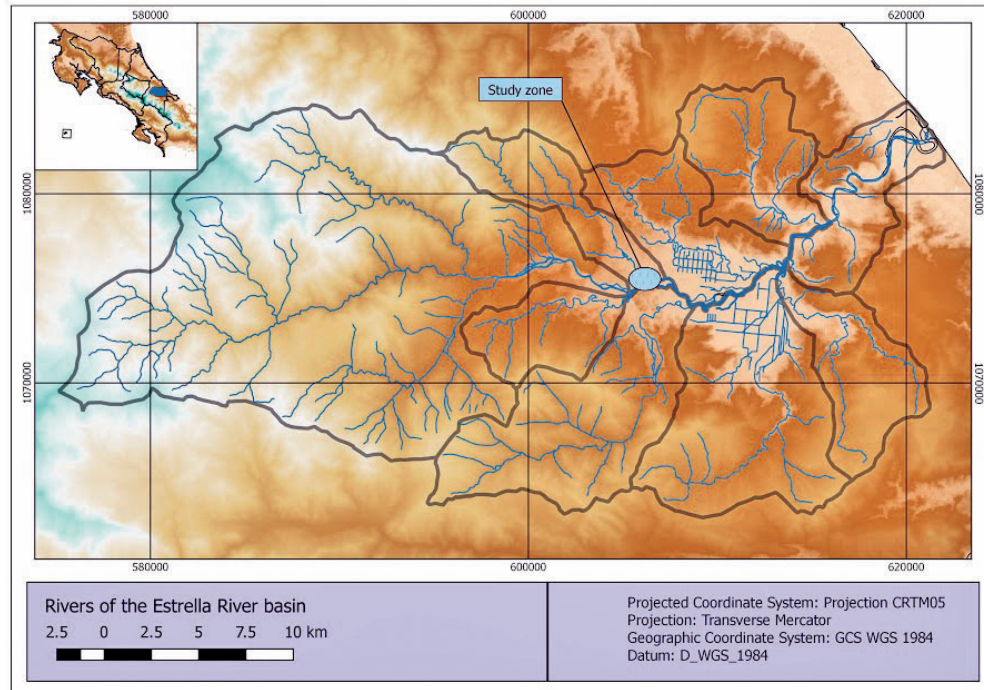 580000
600000
620000
Study zone
1080000
1080000
1070000
1070000
580000
600000
620000
Rivers of the Estrella River basin
2.5 0 2.5 5 7.5 10 km
Projected Coordinate System: Projection CRTM05
Projection: Transverse Mercator
Geographic Coordinate System: GCS WGS 1984
Datum: D_WGS_1984